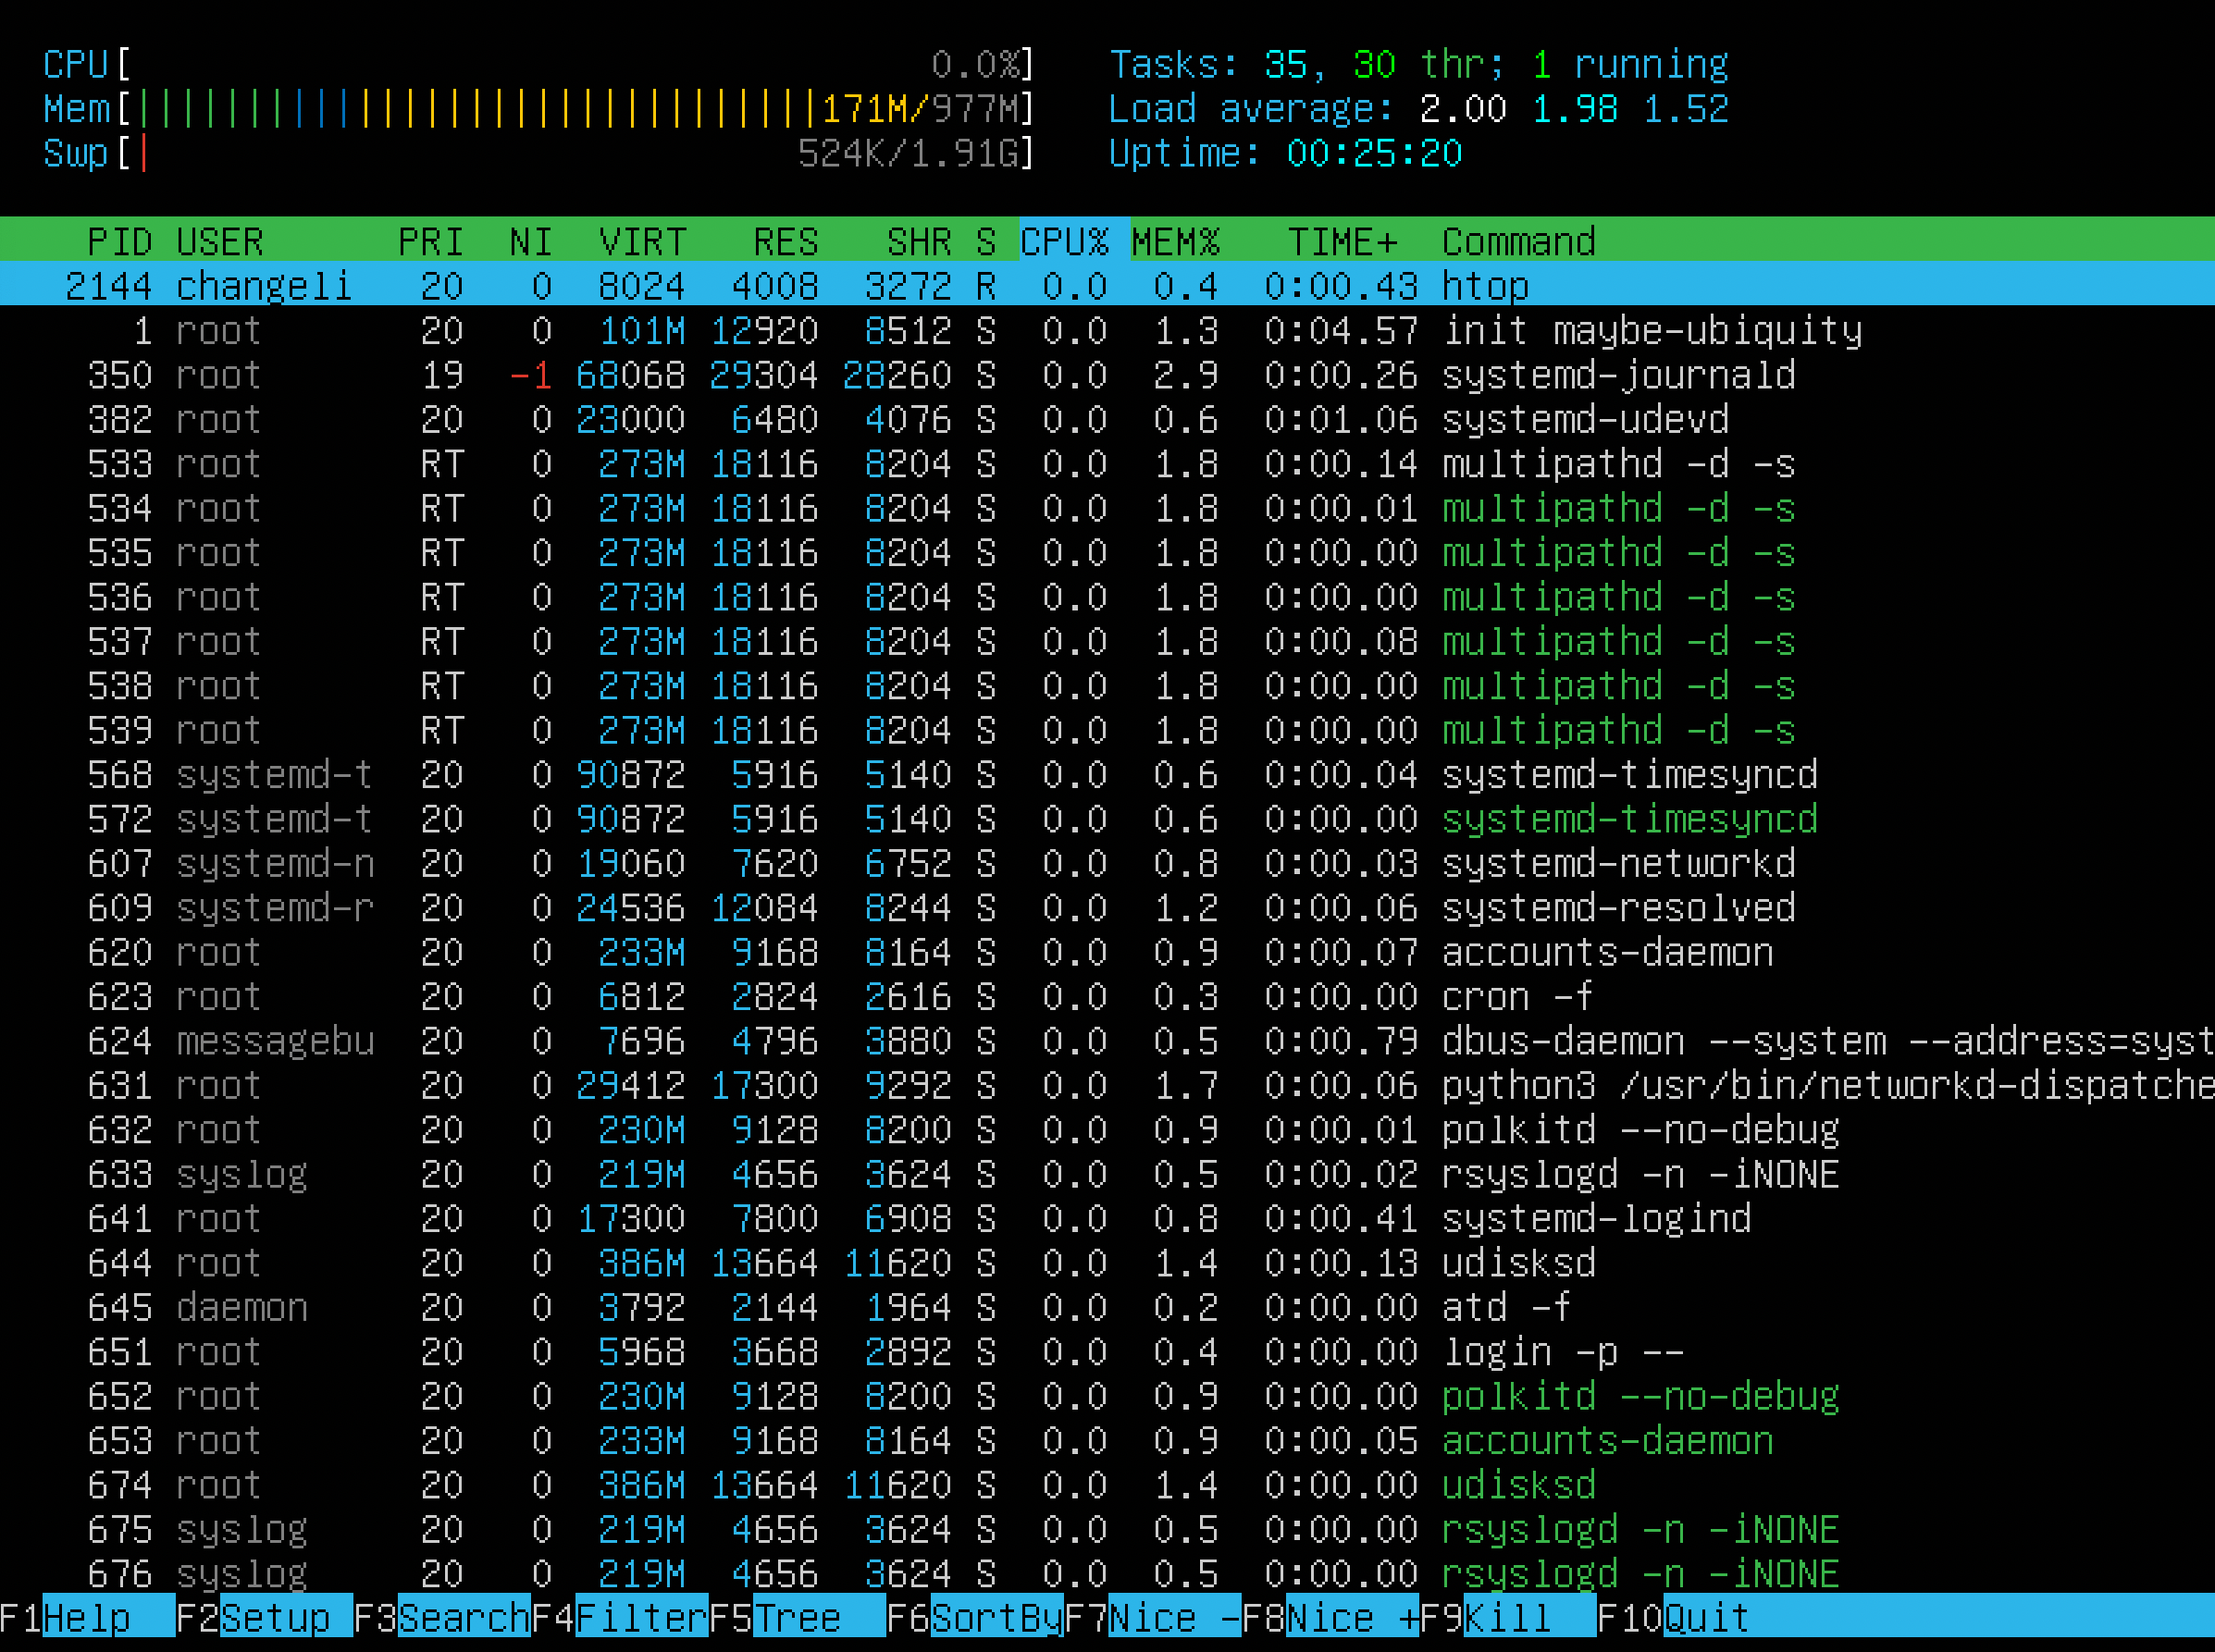 CPU[ 0.0%] Tasks: 35, 30 thr; 1 running
Mem[|||||||||||||||||||||||||||||||171M/977M] Load average: 2.00 1.98 1.52
Swp[| 524K/1.91G] Uptime: 00:25:20
PID USER PRI NI VIRT RES SHR S CPU% MEM% TIME+ Command
2144 changeli 20 0 8024 4008 3272 R 0.0 0.4 0:00.43 htop
1 root 20 0 101M 12920 8512 S 0.0 1.3 0:04.57 init maybe-ubiquity
350 root 19 -1 68068 29304 28260 S 0.0 2.9 0:00.26 systemd-journald
382 root 20 0 23000 6480 4076 S 0.0 0.6 0:01.06 systemd-udevd
533 root RT 0 273M 18116 8204 S 0.0 1.8 0:00.14 multipathd -d -s
534 root RT 0 273M 18116 8204 S 0.0 1.8 0:00.01 multipathd -d -s
535 root RT 0 273M 18116 8204 S 0.0 1.8 0:00.00 multipathd -d -s
536 root RT 0 273M 18116 8204 S 0.0 1.8 0:00.00 multipathd -d -s
537 root RT 0 273M 18116 8204 S 0.0 1.8 0:00.08 multipathd -d -s
538 root RT 0 273M 18116 8204 S 0.0 1.8 0:00.00 multipathd -d -s
539 root RT 0 273M 18116 8204 S 0.0 1.8 0:00.00 multipathd -d -s
568 systemd-t 20 0 90872 5916 5140 S 0.0 0.6 0:00.04 systemd-timesyncd
572 systemd-t 20 0 90872 5916 5140 S 0.0 0.6 0:00.00 systemd-timesyncd
607 systemd-n 20 0 19060 7620 6752 S 0.0 0.8 0:00.03 systemd-networkd
609 systemd-r 20 0 24536 12084 8244 S 0.0 1.2 0:00.06 systemd-resolved
620 root 20 0 233M 9168 8164 S 0.0 0.9 0:00.07 accounts-daemon
623 root 20 0 6812 2824 2616 S 0.0 0.3 0:00.00 cron -f
624 messagebu 20 0 7696 4796 3880 S 0.0 0.5 0:00.79 dbus-daemon --system --address=syst
631 root 20 0 29412 17300 9292 S 0.0 1.7 0:00.06 python3 /usr/bin/networkd-dispatche
632 root 20 0 230M 9128 8200 S 0.0 0.9 0:00.01 polkitd --no-debug
633 syslog 20 0 219M 4656 3624 S 0.0 0.5 0:00.02 rsyslogd -n -iNONE
641 root 20 0 17300 7800 6908 S 0.0 0.8 0:00.41 systemd-logind
644 root 20 0 386M 13664 11620 S 0.0 1.4 0:00.13 udisksd
645 daemon 20 0 3792 2144 1964 S 0.0 0.2 0:00.00 atd -f
651 root 20 0 5968 3668 2892 S 0.0 0.4 0:00.00 login -p --
652 root 20 0 230M 9128 8200 S 0.0 0.9 0:00.00 polkitd --no-debug
653 root 20 0 233M 9168 8164 S 0.0 0.9 0:00.05 accounts-daemon
674 root 20 0 386M 13664 11620 S 0.0 1.4 0:00.00 udisksd
675 syslog 20 0 219M 4656 3624 S 0.0 0.5 0:00.00 rsyslogd -n -iNONE
676 syslog 20 0 219M 4656 3624 S 0.0 0.5 0:00.00 rsyslogd -n -iNONE
F1Help F2Setup F3SearchF4FilterF5Tree F6SortByF7Nice -F8Nice +F9Kill F10Quit